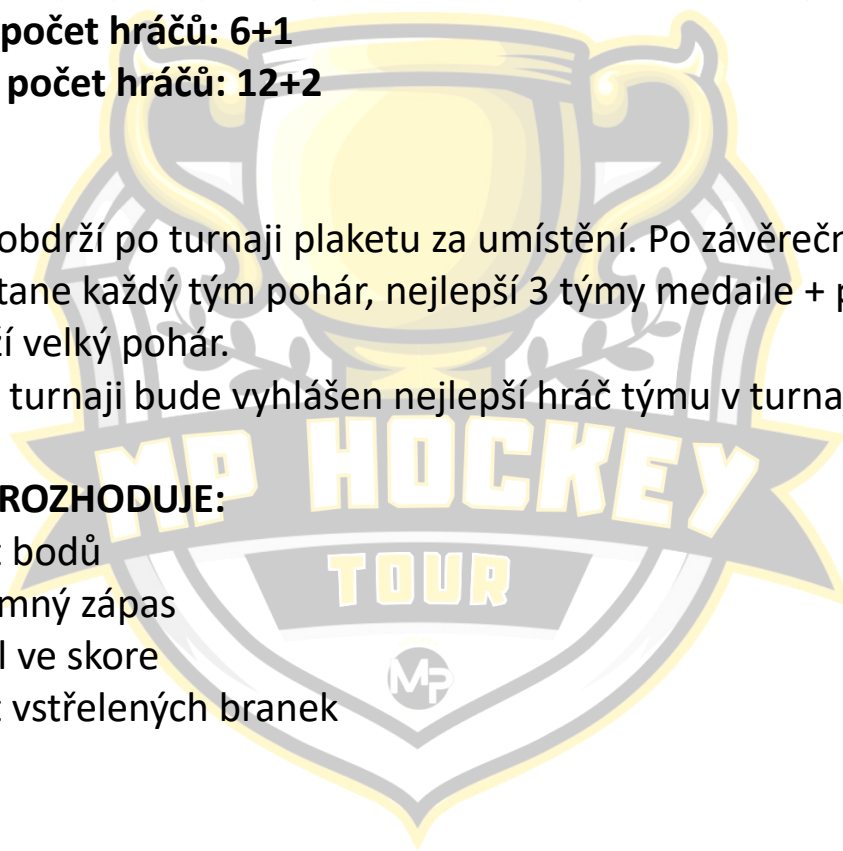 počet hráčů: 6+1
počet hráčů: 12+2
obdrží po turnaji plaketu za umístění. Po závěrečn
tane každý tým pohár, nejlepší 3 týmy medaile + p
ží velký pohár.
turnaji bude vyhlášen nejlepší hráč týmu v turna
MP HOCKEY
ROZHODUJE:
t bodů
TOUR
mný zápas
l ve skore
MP
t vstřelených branek